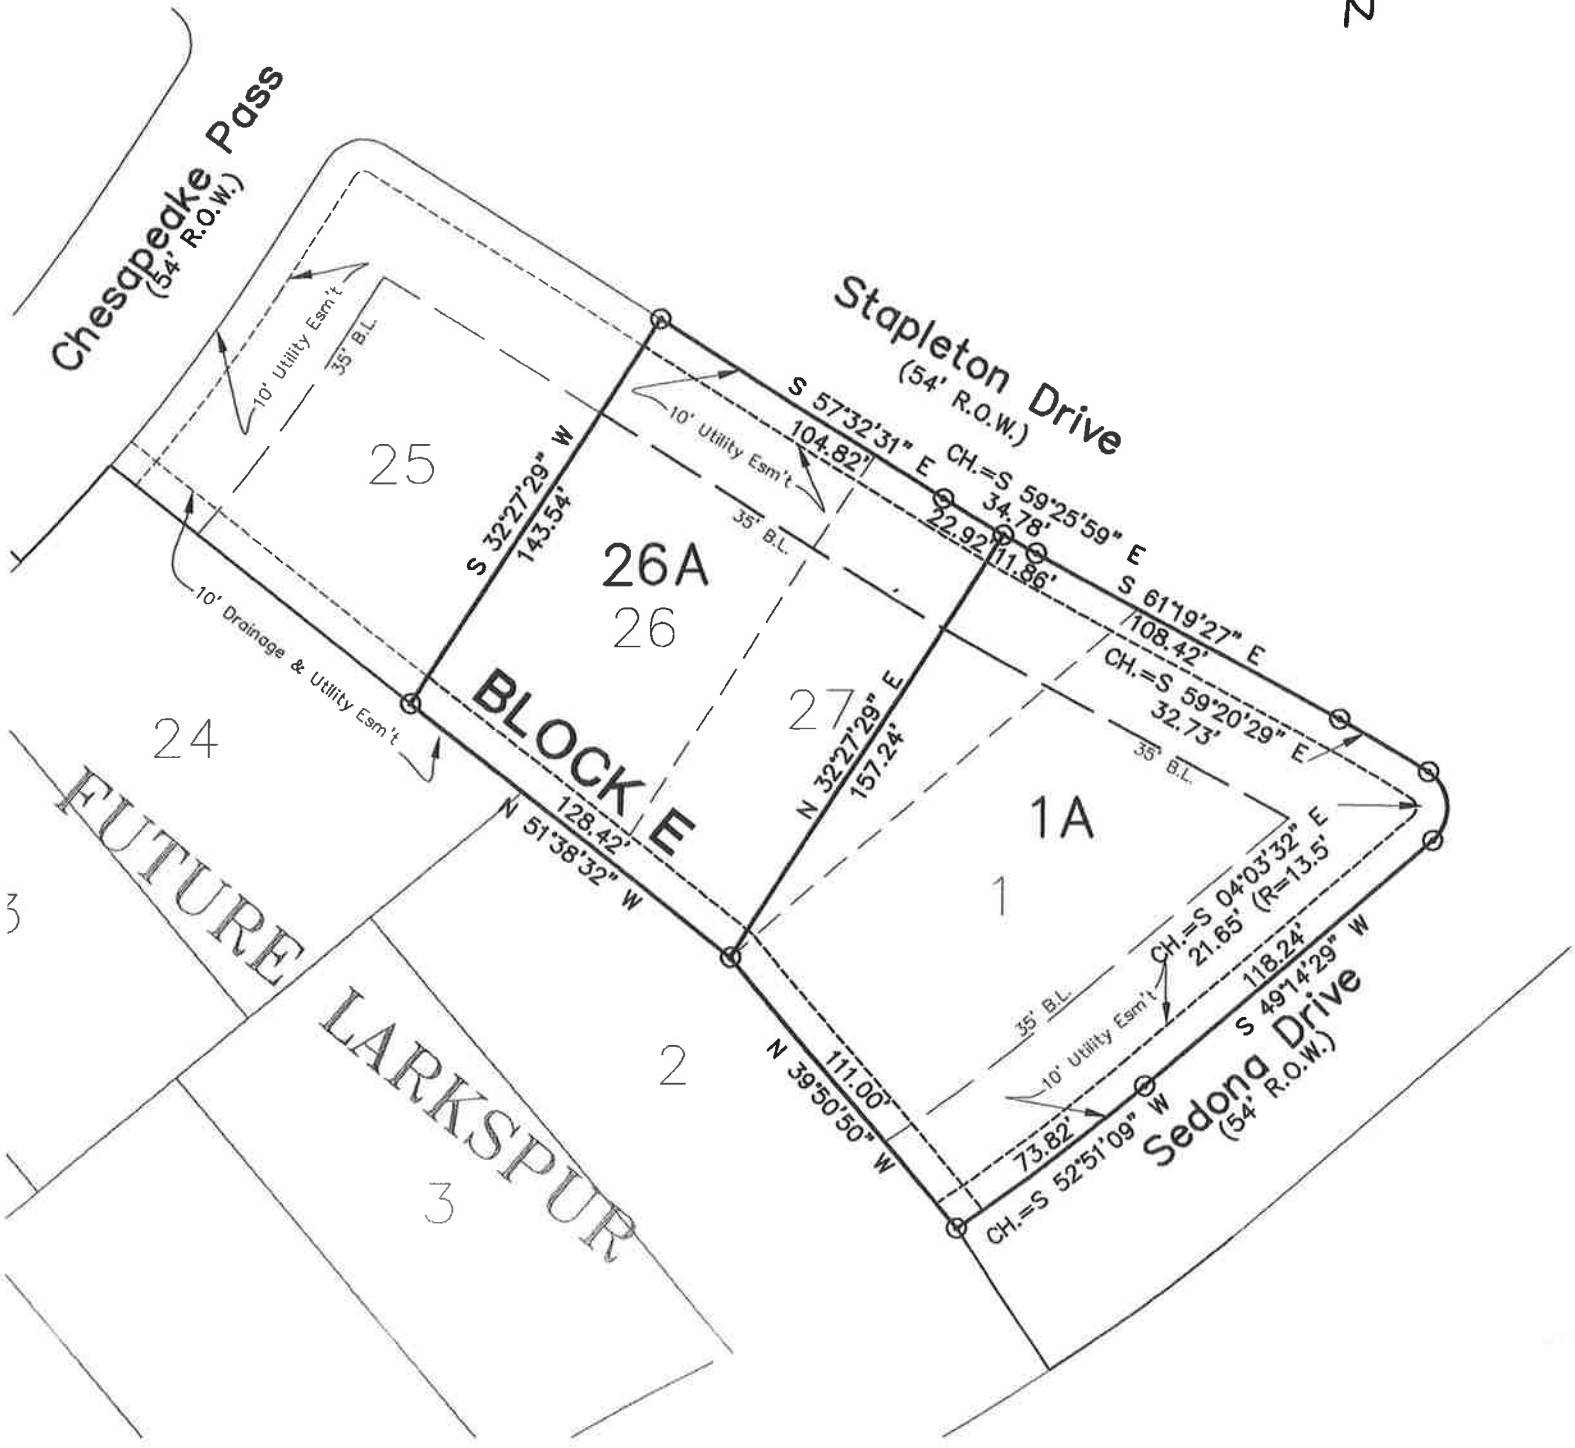 Z
Chesapeake Pass
(54' R.O.W.)
Stapleton Drive
(54' R.O.W.)
10' Utility Esm't
35' B.L.
S 57°32'31" E
104.82'
10' Utility Esm't
CH.=S 59°25'59" E
34.78'
22.92'
11.86'
25
S 32°27'29" W
143.54'
35' B.L.
26A
26
S 61°19'27" E
108.42'
CH.=S 59°20'29" E
32.73'
10' Drainage & Utility Esm't
BLOCK E
27
N 32°27'29" E
157.24'
35' B.L.
24
128.42'
N 51°38'32" W
1A
1
CH.=S 04°03'32" E
21.65' (R=13.5'
FUTURE
LARKSPUR
3
118.24'
S 49°14'29" W
35' B.L.
10' Utility Esm't
Sedona Drive
(54' R.O.W.)
2
111.00'
N 39°50'50" W
73.82'
CH.=S 52°51'09" W
3